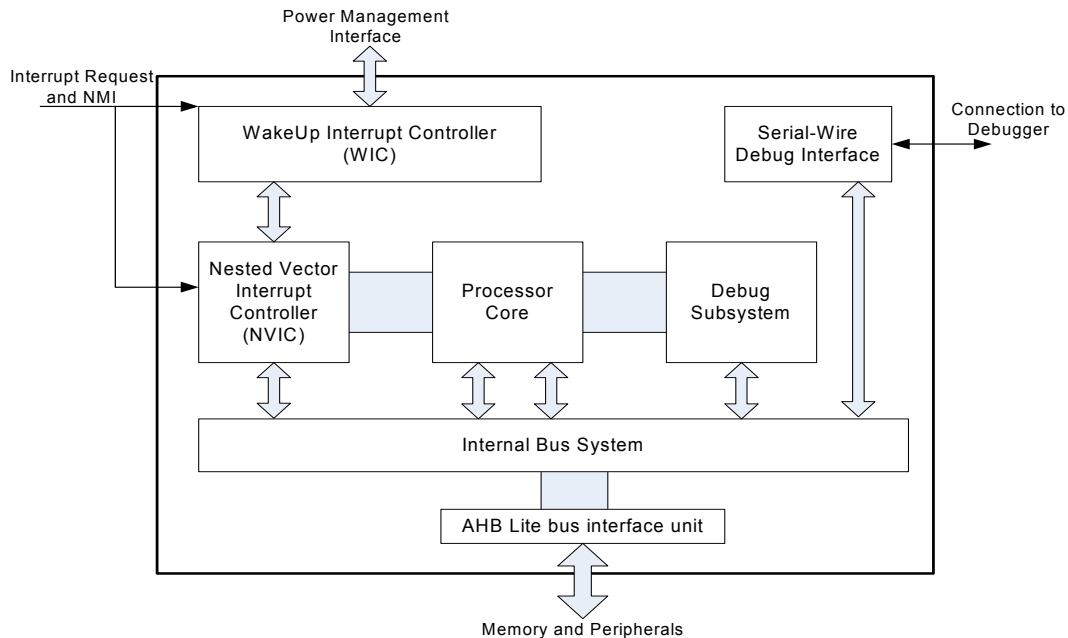 Power Management
Interface
Interrupt Request
and NMI
WakeUp Interrupt Controller
(WIC)
Serial-Wire
Debug Interface
Connection to
Debugger
Nested Vector
Interrupt
Controller
(NVIC)
Processor
Core
Debug
Subsystem
Internal Bus System
AHB Lite bus interface unit
Memory and Peripherals